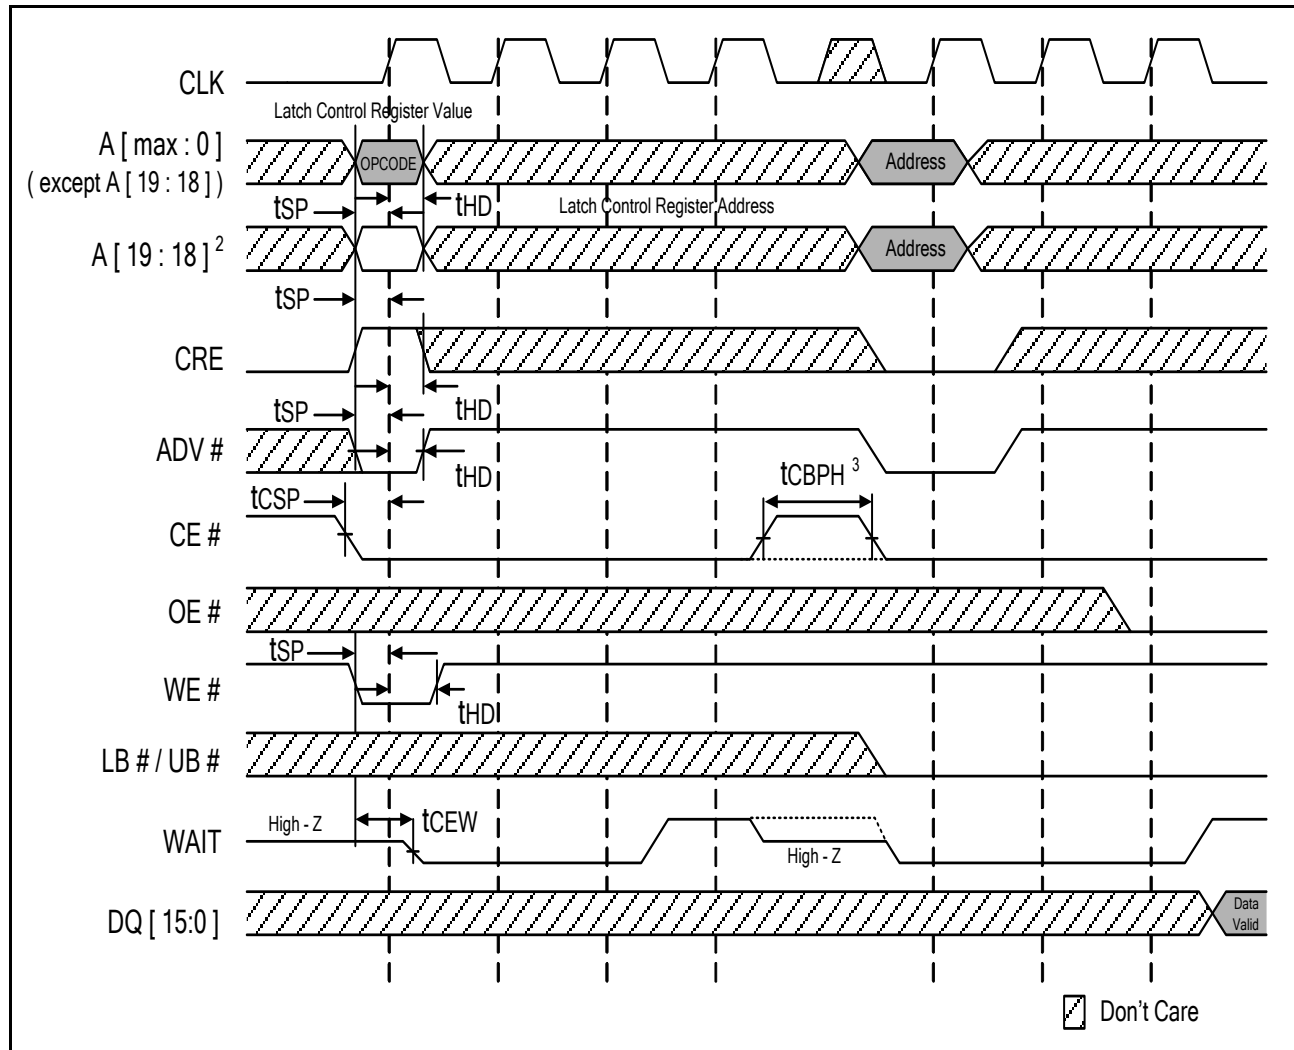 CLK
Latch Control Register Value
A [ max : 0 ]
( except A [ 19 : 18 ] )
OPCODE
Address
tSP
tHD
Latch Control Register Address
A [ 19 : 18 ] 2
Address
tSP
CRE
tSP
tHD
ADV #
tHD
tCBPH 3
tCSP
CE #
OE #
tSP
WE #
tHD
LB # / UB #
High - Z
tCEW
WAIT
High - Z
DQ [ 15:0 ]
Data
Valid
Don't Care